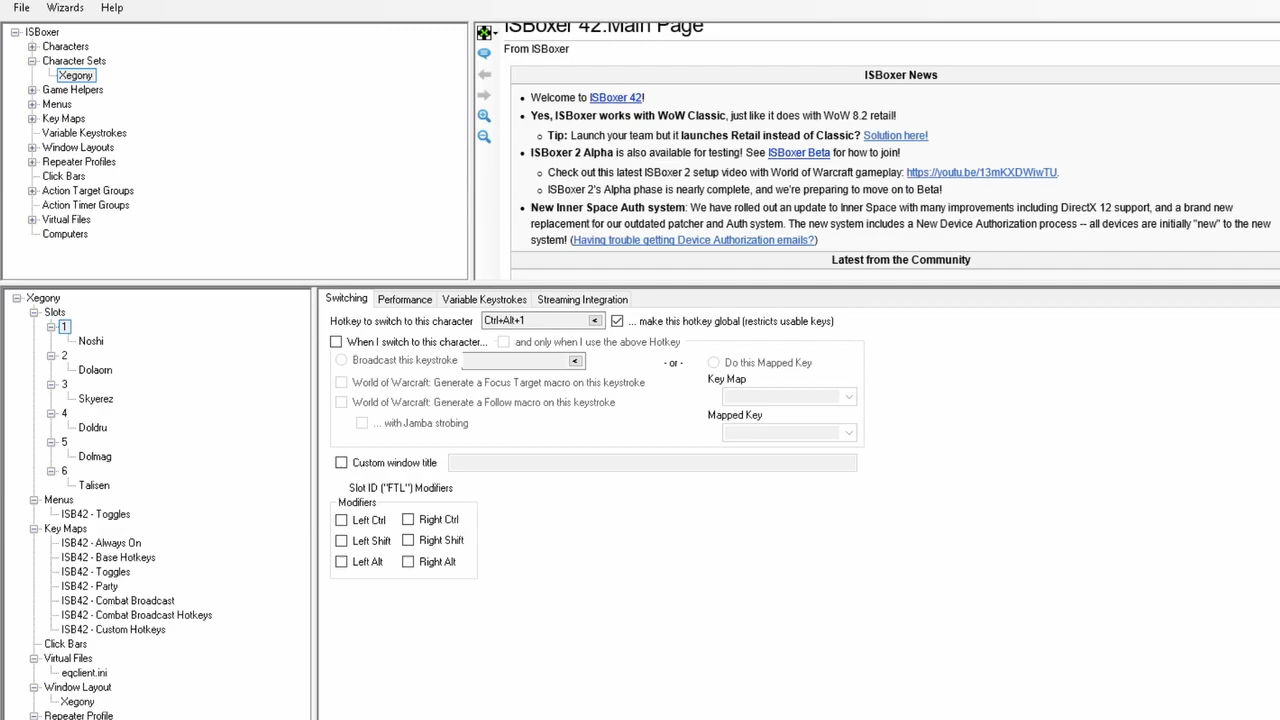 File Wizards Help
ISBoxer
Characters
Character Sets
Xegony
Game Helpers
Menus
Key Maps
Variable Keystrokes
Window Layouts
Repeater Profiles
Click Bars
Action Target Groups
Action Timer Groups
Virtual Files
Computers
ISBoxer 42:Main Page
From ISBoxer
ISBoxer News
Welcome to ISBoxer 42!
Yes, ISBoxer works with WoW Classic, just like it does with WoW 8.2 retail!
Tip: Launch your team but it launches Retail instead of Classic? Solution here!
ISBoxer 2 Alpha is also available for testing! See ISBoxer Beta for how to join!
Check out this latest ISBoxer 2 setup video with World of Warcraft gameplay: https://youtu.be/13mKXDWiwTU.
ISBoxer 2's Alpha phase is nearly complete, and we're preparing to move on to Beta!
New Inner Space Auth system: We have rolled out an update to Inner Space with many improvements including DirectX 12 support, and a brand new
replacement for our outdated patcher and Auth system. The new system includes a New Device Authorization process -- all devices are initially "new" to the new
system! (Having trouble getting Device Authorization emails?)
Latest from the Community
Xegony
Slots
1
Noshi
2
Dolaorn
3
Skyerez
4
Doldru
5
Dolmag
6
Talisen
Menus
ISB42 - Toggles
Key Maps
ISB42 - Always On
ISB42 - Base Hotkeys
ISB42 - Toggles
ISB42 - Party
ISB42 - Combat Broadcast
ISB42 - Combat Broadcast Hotkeys
ISB42 - Custom Hotkeys
Click Bars
Virtual Files
eqclient.ini
Window Layout
Xegony
Repeater Profile
Switching Performance Variable Keystrokes Streaming Integration
Hotkey to switch to this character Ctrl+Alt+1 < ... make this hotkey global (restricts usable keys)
When I switch to this character... and only when I use the above Hotkey
Broadcast this keystroke < - or - Do this Mapped Key
World of Warcraft: Generate a Focus Target macro on this keystroke
Key Map
World of Warcraft: Generate a Follow macro on this keystroke
Mapped Key
... with Jamba strobing
Custom window title
Slot ID ("FTL") Modifiers
Modifiers
Left Ctrl Right Ctrl
Left Shift Right Shift
Left Alt Right Alt